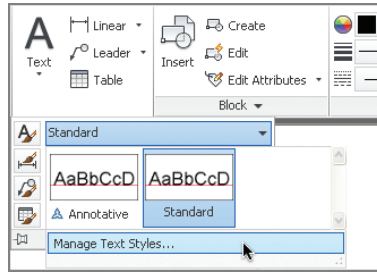 Linear
Create
Leader
Edit
Text
Insert
Table
Edit Attributes
Block
Standard
AaBbCcD
AaBbCcD
Annotative
Standard
Manage Text Styles...